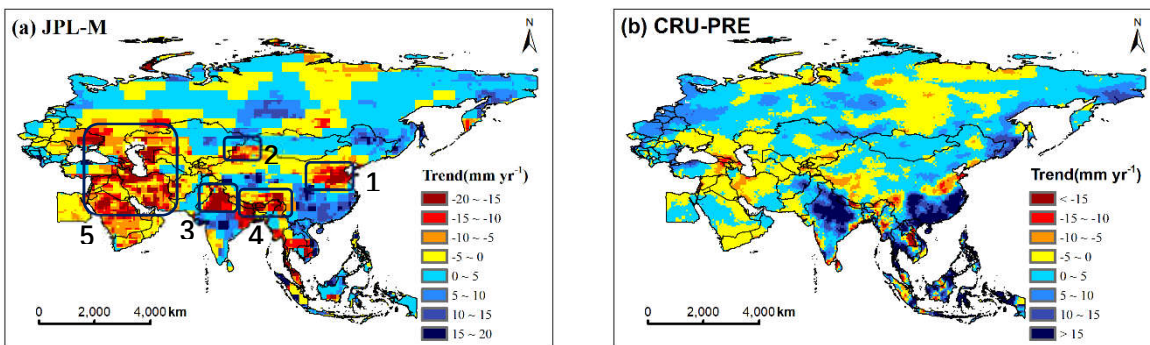 (a) JPL-M
N
1
2
3
4
5
Trend(mm yr⁻¹)
-20 ~ -15
-15 ~ -10
-10 ~ -5
-5 ~ 0
0 ~ 5
5 ~ 10
10 ~ 15
15 ~ 20
0 2,000 4,000 km
(b) CRU-PRE
N
Trend(mm yr⁻¹)
< -15
-15 ~ -10
-10 ~ -5
-5 ~ 0
0 ~ 5
5 ~ 10
10 ~ 15
> 15
0 2,000 4,000 km